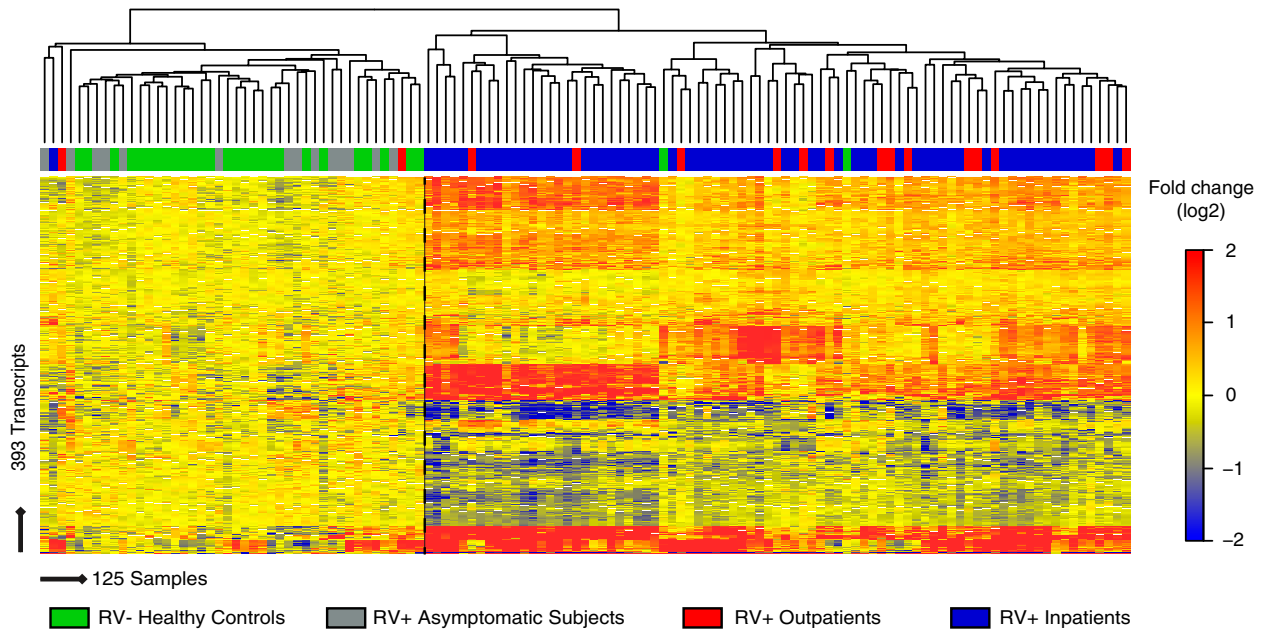 Fold change
(log2)
2
1
0
−1
−2
393 Transcripts
125 Samples
RV- Healthy Controls
RV+ Asymptomatic Subjects
RV+ Outpatients
RV+ Inpatients